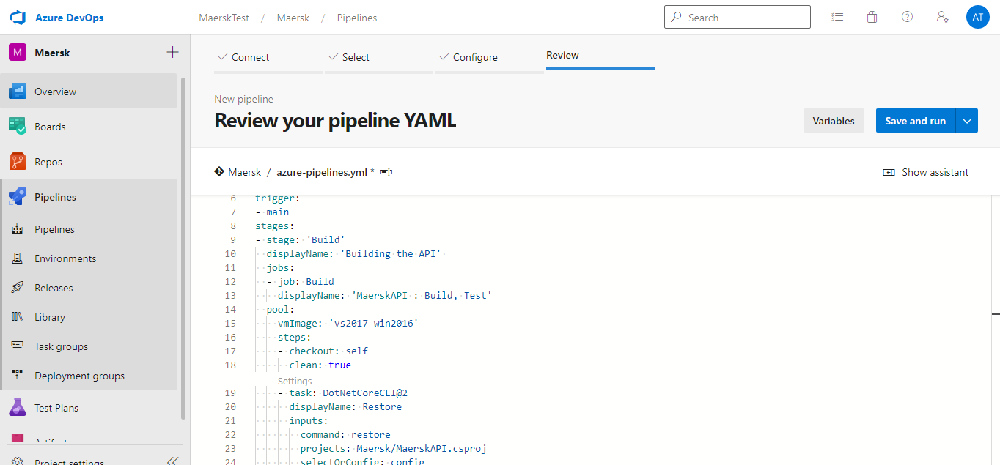 Azure DevOps
MaerskTest / Maersk / Pipelines
Search
AT
M Maersk
Overview
Boards
Repos
Pipelines
Pipelines
Environments
Releases
Library
Task groups
Deployment groups
Test Plans
Project settings
Connect
Select
Configure
Review
New pipeline
Review your pipeline YAML
Variables
Save and run
Maersk / azure-pipelines.yml *
Show assistant
6 trigger:
7 - main
8 stages:
9 - stage: 'Build'
10 displayName: 'Building the API'
11 jobs:
12 - job: Build
13 displayName: 'MaerskAPI : Build, Test'
14 pool:
15 vmImage: 'vs2017-win2016'
16 steps:
17 - checkout: self
18 clean: true
Settings
19 - task: DotNetCoreCLI@2
20 displayName: Restore
21 inputs:
22 command: restore
23 projects: Maersk/MaerskAPI.csproj
24 selectOrConfig: config